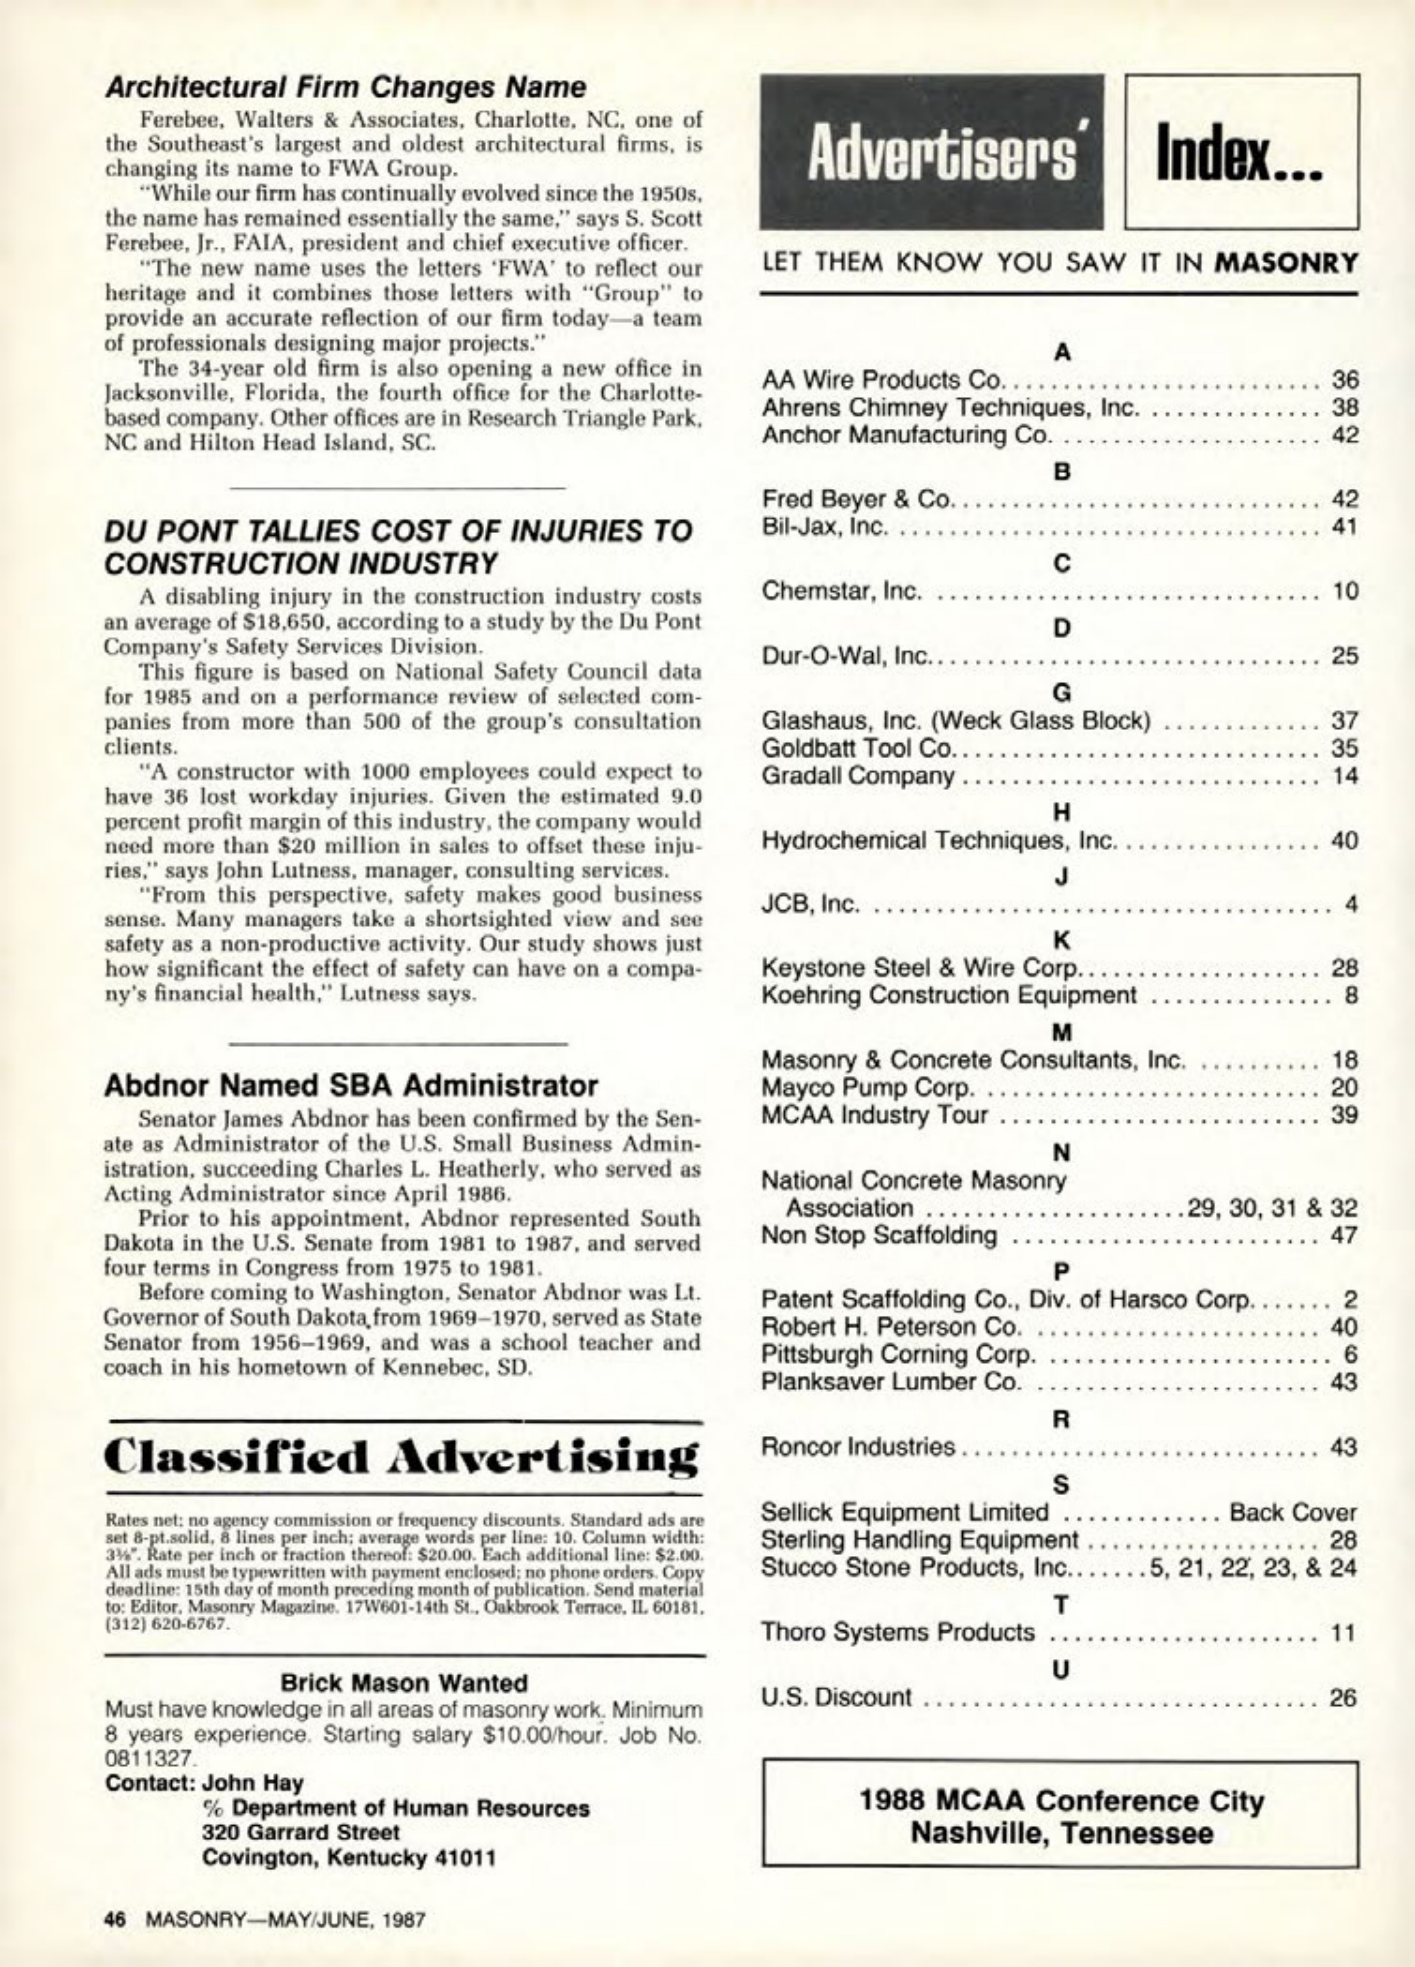 Architectural Firm Changes Name
Ferebee, Walters & Associates, Charlotte, NC, one of
the Southeast's largest and oldest architectural firms, is
changing its name to FWA Group.
"While our firm has continually evolved since the 1950s,
the name has remained essentially the same," says S. Scott
Ferebee, Jr., FAIA, president and chief executive officer.
"The new name uses the letters 'FWA' to reflect our
heritage and it combines those letters with "Group" to
provide an accurate reflection of our firm today—a team
of professionals designing major projects."
The 34-year old firm is also opening a new office in
Jacksonville, Florida, the fourth office for the Charlotte-
based company. Other offices are in Research Triangle Park,
NC and Hilton Head Island, SC.
DU PONT TALLIES COST OF INJURIES TO
CONSTRUCTION INDUSTRY
A disabling injury in the construction industry costs
an average of $18,650, according to a study by the Du Pont
Company's Safety Services Division.
This figure is based on National Safety Council data
for 1985 and on a performance review of selected com-
panies from more than 500 of the group's consultation
clients.
"A constructor with 1000 employees could expect to
have 36 lost workday injuries. Given the estimated 9.0
percent profit margin of this industry, the company would
need more than $20 million in sales to offset these inju-
ries," says John Lutness, manager, consulting services.
"From this perspective, safety makes good business
sense. Many managers take a shortsighted view and see
safety as a non-productive activity. Our study shows just
how significant the effect of safety can have on a compa-
ny's financial health," Lutness says.
Abdnor Named SBA Administrator
Senator James Abdnor has been confirmed by the Sen-
ate as Administrator of the U.S. Small Business Admin-
istration, succeeding Charles L. Heatherly, who served as
Acting Administrator since April 1986.
Prior to his appointment, Abdnor represented South
Dakota in the U.S. Senate from 1981 to 1987, and served
four terms in Congress from 1975 to 1981.
Before coming to Washington, Senator Abdnor was Lt.
Governor of South Dakota from 1969–1970, served as State
Senator from 1956–1969, and was a school teacher and
coach in his hometown of Kennebec, SD.
Classified Advertising
Rates net; no agency commission or frequency discounts. Standard ads are
set 8-pt.solid, 8 lines per inch; average words per line: 10. Column width:
3⅜". Rate per inch or fraction thereof: $20.00. Each additional line: $2.00.
All ads must be typewritten with payment enclosed; no phone orders. Copy
deadline: 15th day of month preceding month of publication. Send material
to: Editor, Masonry Magazine, 17W601-14th St., Oakbrook Terrace, IL 60181,
(312) 620-6767.
Brick Mason Wanted
Must have knowledge in all areas of masonry work. Minimum
8 years experience. Starting salary $10.00/hour. Job No.
0811327.
Contact: John Hay
℅ Department of Human Resources
320 Garrard Street
Covington, Kentucky 41011
46 MASONRY—MAY/JUNE, 1987
Advertisers' Index...
LET THEM KNOW YOU SAW IT IN MASONRY
A
AA Wire Products Co. . . . . . . . . . . 36
Ahrens Chimney Techniques, Inc. . . . . . . . . . . 38
Anchor Manufacturing Co. . . . . . . . . . . 42
B
Fred Beyer & Co. . . . . . . . . . . 42
Bil-Jax, Inc. . . . . . . . . . . 41
C
Chemstar, Inc. . . . . . . . . . . 10
D
Dur-O-Wal, Inc. . . . . . . . . . . 25
G
Glashaus, Inc. (Weck Glass Block) . . . . . . . . . . 37
Goldbatt Tool Co. . . . . . . . . . . 35
Gradall Company . . . . . . . . . . 14
H
Hydrochemical Techniques, Inc. . . . . . . . . . . 40
J
JCB, Inc. . . . . . . . . . . 4
K
Keystone Steel & Wire Corp. . . . . . . . . . . 28
Koehring Construction Equipment . . . . . . . . . . 8
M
Masonry & Concrete Consultants, Inc. . . . . . . . . . . 18
Mayco Pump Corp. . . . . . . . . . . 20
MCAA Industry Tour . . . . . . . . . . 39
N
National Concrete Masonry
Association . . . . . . . . . . 29, 30, 31 & 32
Non Stop Scaffolding . . . . . . . . . . 47
P
Patent Scaffolding Co., Div. of Harsco Corp. . . . . . . 2
Robert H. Peterson Co. . . . . . . . . . . 40
Pittsburgh Corning Corp. . . . . . . . . . . 6
Planksaver Lumber Co. . . . . . . . . . . 43
R
Roncor Industries . . . . . . . . . . 43
S
Sellick Equipment Limited . . . . . . . . . . Back Cover
Sterling Handling Equipment . . . . . . . . . . 28
Stucco Stone Products, Inc. . . . . . . 5, 21, 22, 23, & 24
T
Thoro Systems Products . . . . . . . . . . 11
U
U.S. Discount . . . . . . . . . . 26
1988 MCAA Conference City
Nashville, Tennessee